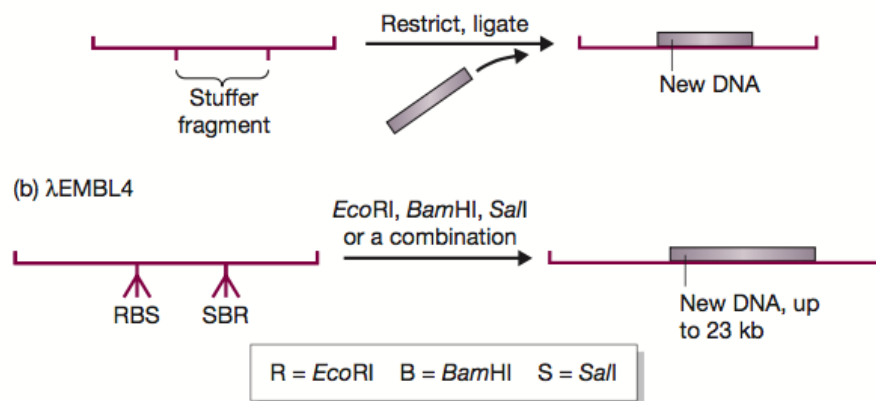 Restrict, ligate
Stuffer
fragment
New DNA
(b) λEMBL4
EcoRI, BamHI, SalI
or a combination
RBS
SBR
New DNA, up
to 23 kb
R = EcoRI B = BamHI S = SalI